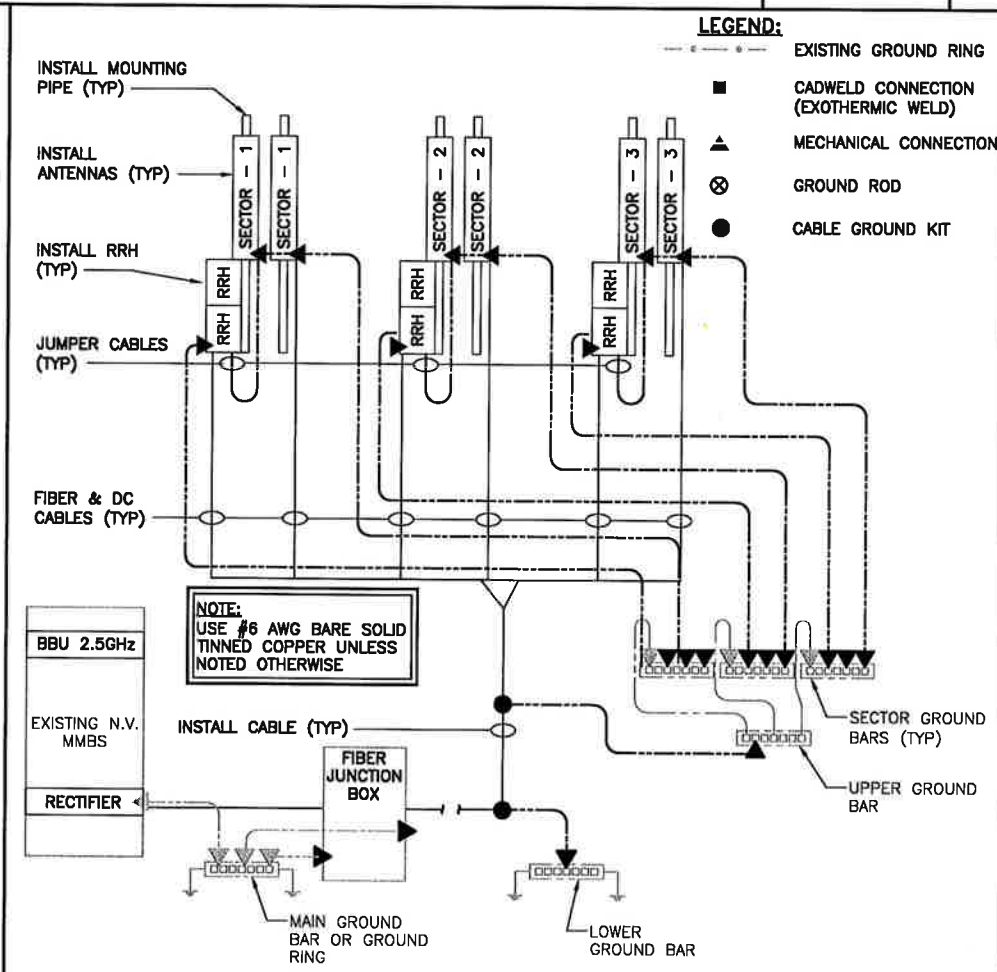 LEGEND:
EXISTING GROUND RING
CADWELD CONNECTION
(EXOTHERMIC WELD)
MECHANICAL CONNECTION
GROUND ROD
CABLE GROUND KIT
INSTALL MOUNTING
PIPE (TYP)
INSTALL
ANTENNAS (TYP)
INSTALL RRH
(TYP)
JUMPER CABLES
(TYP)
FIBER & DC
CABLES (TYP)
SECTOR - 1
SECTOR - 1
SECTOR - 2
SECTOR - 2
SECTOR - 3
SECTOR - 3
RRH
RRH
RRH
RRH
RRH
RRH
NOTE:
USE #6 AWG BARE SOLID
TINNED COPPER UNLESS
NOTED OTHERWISE
BBU 2.5GHz
EXISTING N.V.
MMBS
RECTIFIER
INSTALL CABLE (TYP)
FIBER
JUNCTION
BOX
SECTOR GROUND
BARS (TYP)
UPPER GROUND
BAR
MAIN GROUND
BAR OR GROUND
RING
LOWER
GROUND BAR